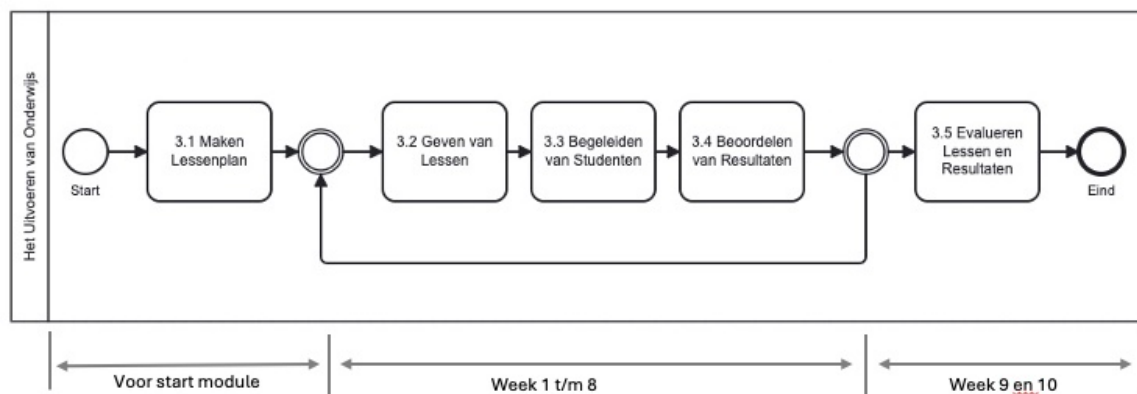 Het Uitvoeren van Onderwijs
Start
3.1 Maken
Lessenplan
3.2 Geven van
Lessen
3.3 Begeleiden
van Studenten
3.4 Beoordelen
van Resultaten
3.5 Evalueren
Lessen en
Resultaten
Eind
Voor start module
Week 1 t/m 8
Week 9 en 10